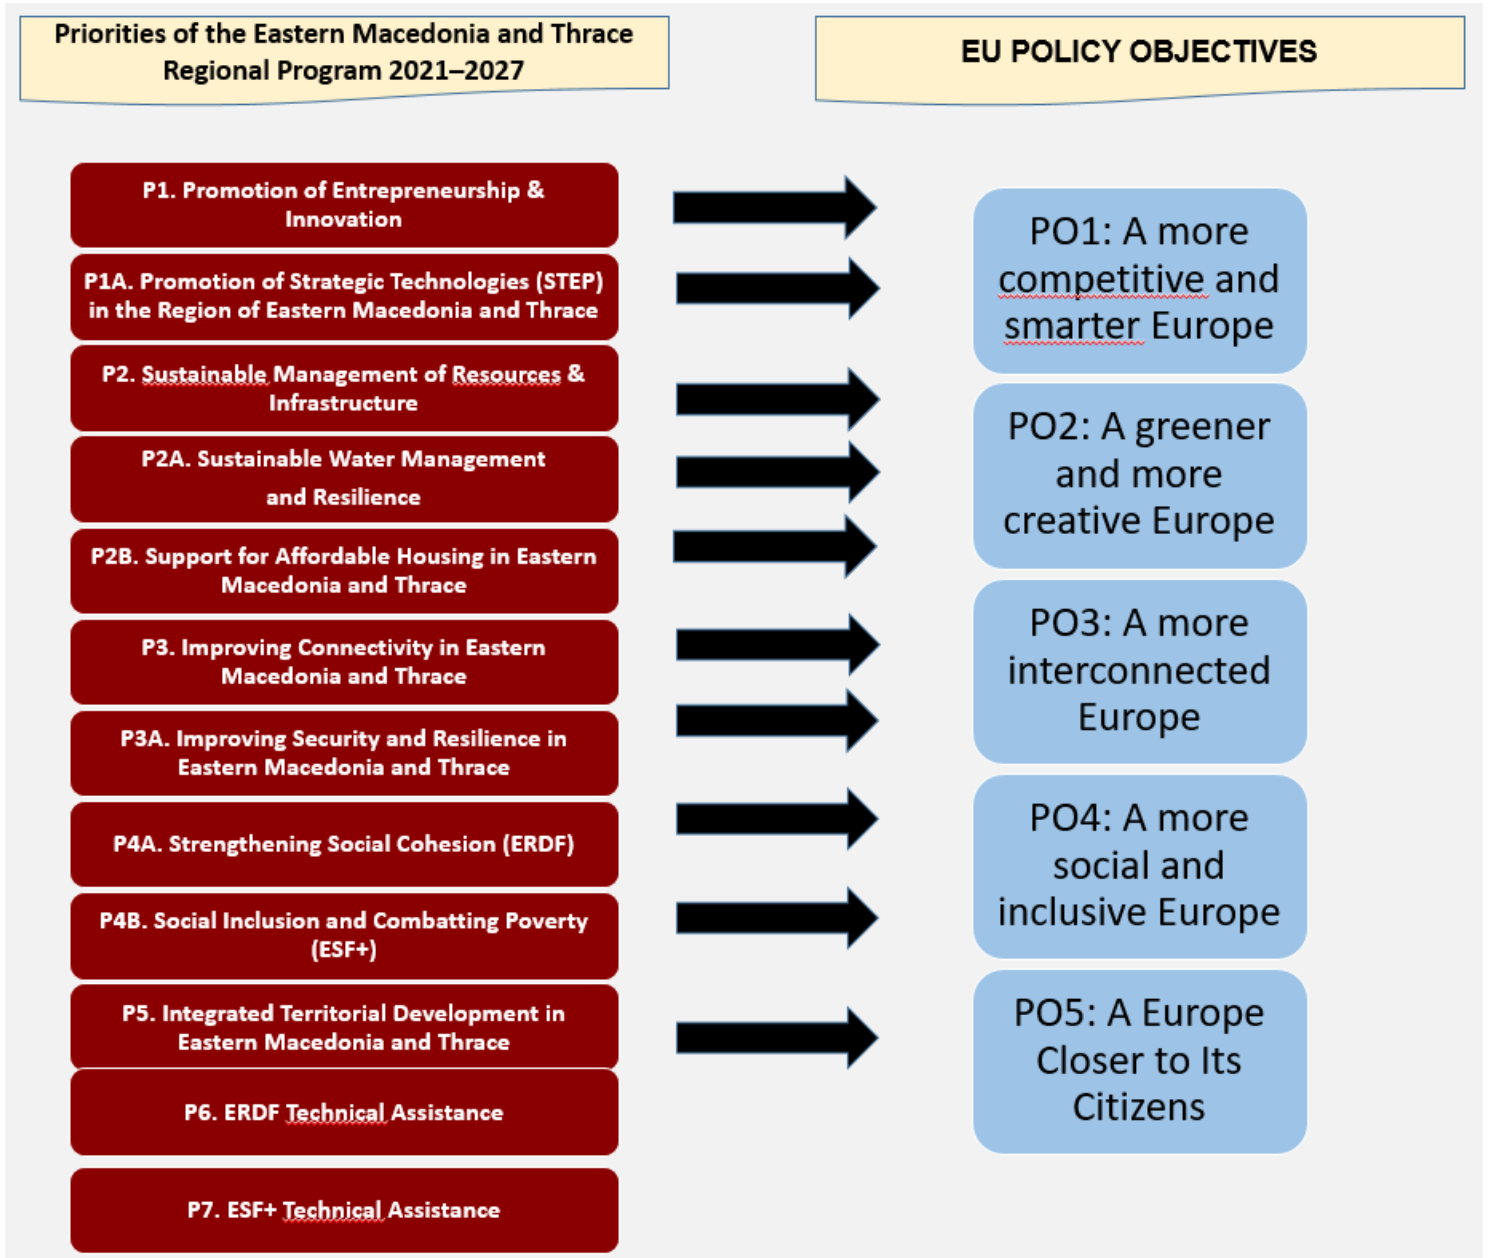 Priorities of the Eastern Macedonia and Thrace
Regional Program 2021–2027
EU POLICY OBJECTIVES
P1. Promotion of Entrepreneurship &
Innovation
P1A. Promotion of Strategic Technologies (STEP)
in the Region of Eastern Macedonia and Thrace
P2. Sustainable Management of Resources &
Infrastructure
P2A. Sustainable Water Management
and Resilience
P2B. Support for Affordable Housing in Eastern
Macedonia and Thrace
P3. Improving Connectivity in Eastern
Macedonia and Thrace
P3A. Improving Security and Resilience in
Eastern Macedonia and Thrace
P4A. Strengthening Social Cohesion (ERDF)
P4B. Social Inclusion and Combatting Poverty
(ESF+)
P5. Integrated Territorial Development in
Eastern Macedonia and Thrace
P6. ERDF Technical Assistance
P7. ESF+ Technical Assistance
PO1: A more
competitive and
smarter Europe
PO2: A greener
and more
creative Europe
PO3: A more
interconnected
Europe
PO4: A more
social and
inclusive Europe
PO5: A Europe
Closer to Its
Citizens